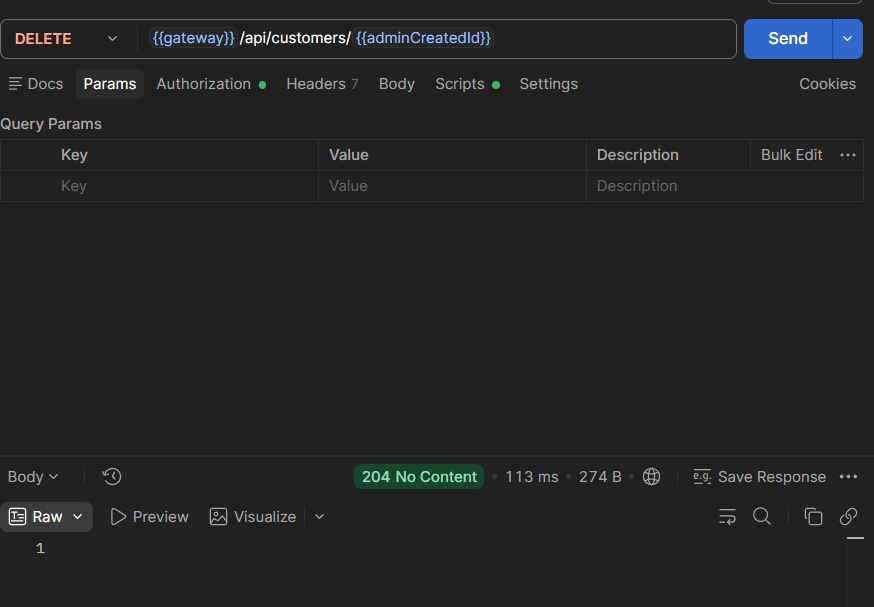 DELETE {{gateway}} /api/customers/ {{adminCreatedId}} Send
Docs Params Authorization Headers 7 Body Scripts Settings Cookies
Query Params
Key Value Description Bulk Edit
Key Value Description
Body 204 No Content 113 ms 274 B e.g. Save Response
Raw Preview Visualize
1